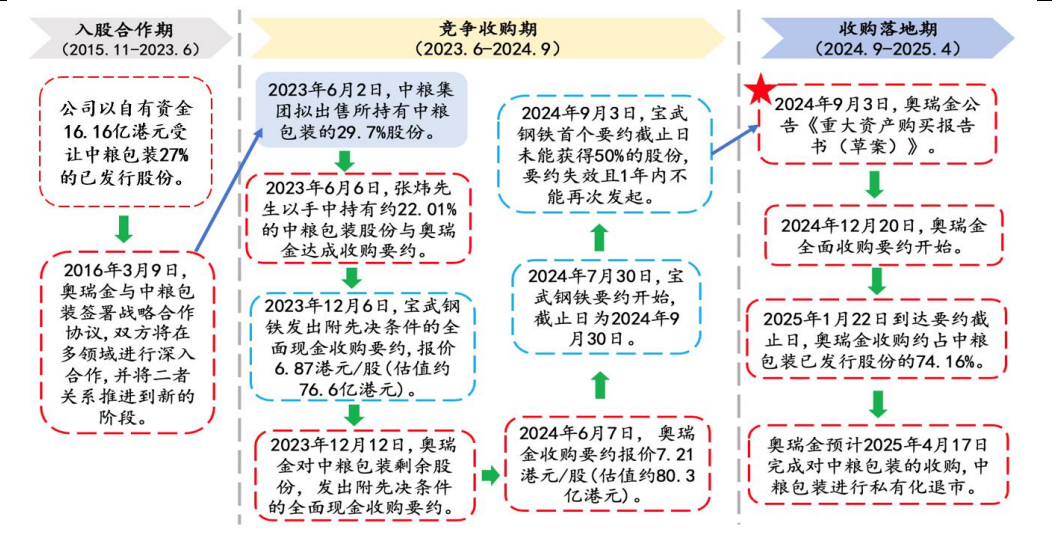 入股合作期
(2015.11-2023.6)
公司以自有资金
16.16亿港元受
让中粮包装27%
的已发行股份。
2016年3月9日,
奥瑞金与中粮包
装签署战略合作
协议,双方将在
多领域进行深入
合作,并将二者
关系推进到新的
阶段。
竞争收购期
(2023.6-2024.9)
2023年6月2日,中粮集
团拟出售所持有中粮
包装的29.7%股份。
2023年6月6日,张炜先
生以手中持有约22.01%
的中粮包装股份与奥瑞
金达成收购要约。
2023年12月6日,宝武钢
铁发出附先决条件的全
面现金收购要约,报价
6.87港元/股(估值约
76.6亿港元)。
2023年12月12日,奥瑞
金对中粮包装剩余股
份,发出附先决条件
的全面现金收购要约。
2024年6月7日, 奥瑞
金收购要约报价7.21
港元/股(估值约80.3
亿港元)。
2024年7月30日,宝
武钢铁要约开始,
截止日为2024年9
月30日。
2024年9月3日,宝武
钢铁首个要约截止日
未能获得50%的股份,
要约失效且1年内不
能再次发起。
收购落地期
(2024.9-2025.4)
2024年9月3日,奥瑞金公
告《重大资产购买报告
书(草案)》。
2024年12月20日,奥瑞金
全面收购要约开始。
2025年1月22日到达要约截
止日,奥瑞金收购约占中粮
包装已发行股份的74.16%。
奥瑞金预计2025年4月17日
完成对中粮包装的收购,中
粮包装进行私有化退市。